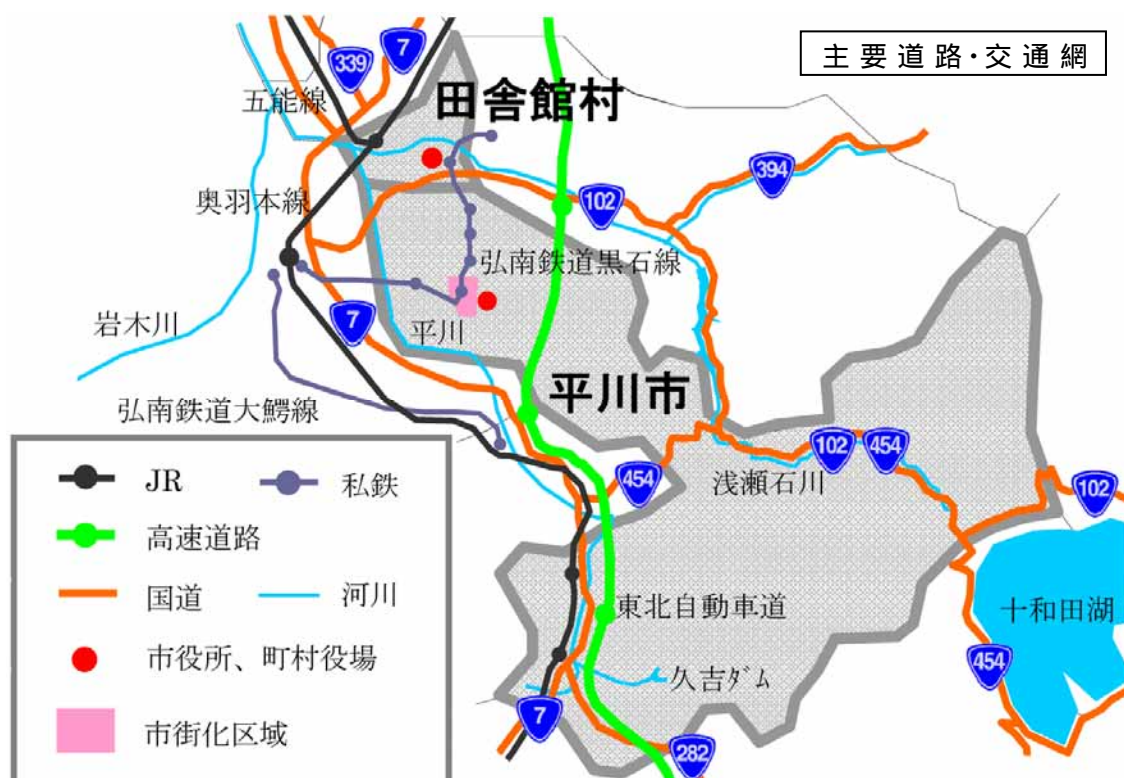 主要道路・交通網
7
339
五能線
田舎館村
394
奥羽本線
102
弘南鉄道黒石線
7
岩木川
平川
平川市
弘南鉄道大鰐線
102
454
454
浅瀬石川
102
JR
私鉄
高速道路
国道
河川
東北自動車道
十和田湖
市役所、町村役場
454
久吉ﾀﾞﾑ
7
市街化区域
282